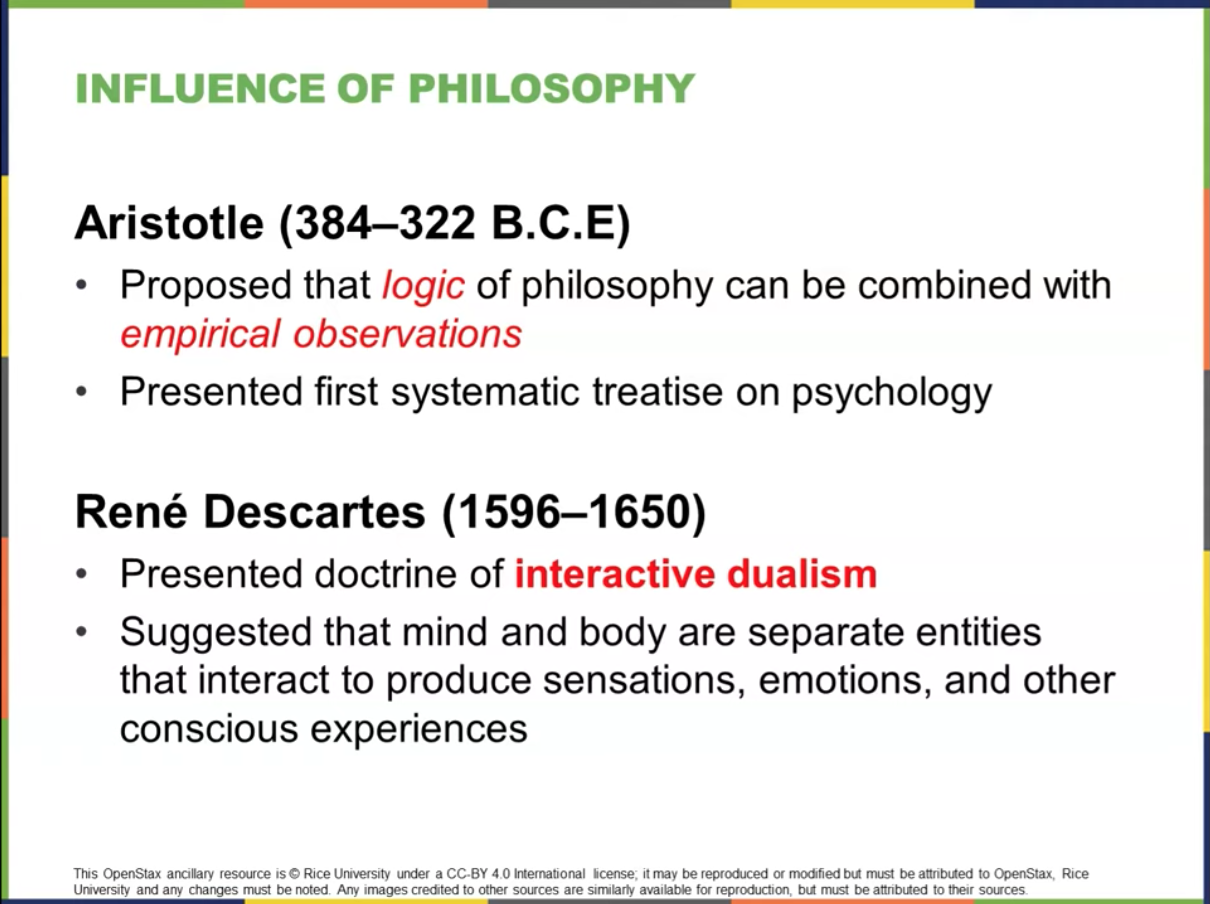 INFLUENCE OF PHILOSOPHY
Aristotle (384–322 B.C.E)
• Proposed that logic of philosophy can be combined with
empirical observations
• Presented first systematic treatise on psychology
René Descartes (1596–1650)
• Presented doctrine of interactive dualism
• Suggested that mind and body are separate entities
that interact to produce sensations, emotions, and other
conscious experiences
This OpenStax ancillary resource is © Rice University under a CC-BY 4.0 International license; it may be reproduced or modified but must be attributed to OpenStax, Rice
University and any changes must be noted. Any images credited to other sources are similarly available for reproduction, but must be attributed to their sources.